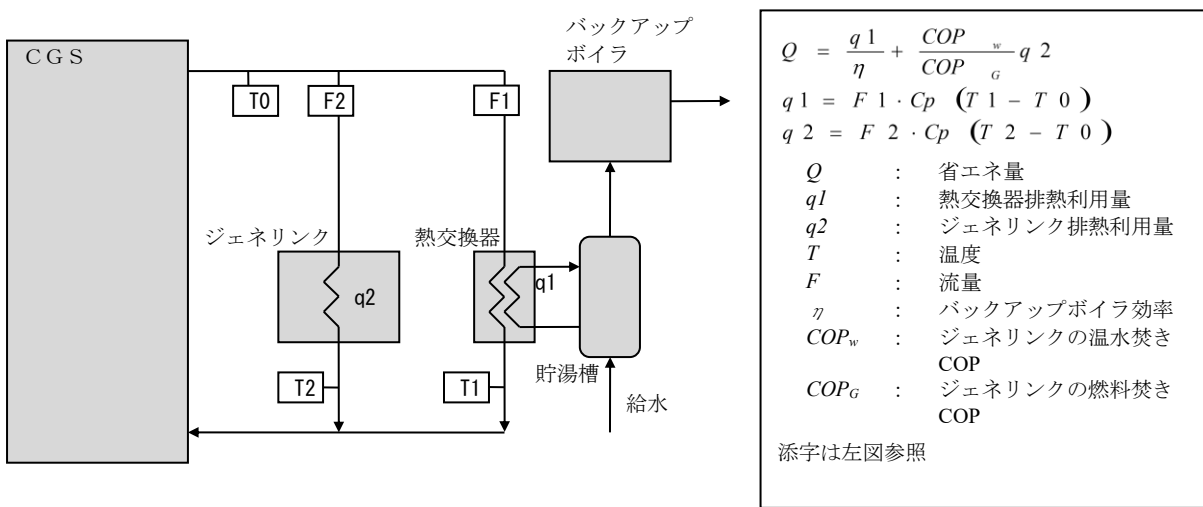 CGS
T0
F2
F1
バックアップ
ボイラ
ジェネリンク
熱交換器
q2
q1
T2
T1
貯湯槽
給水
Q = q1/η + COP_w/COP_G q2
q1 = F1・Cp (T1 − T0)
q2 = F2・Cp (T2 − T0)
Q : 省エネ量
q1 : 熱交換器排熱利用量
q2 : ジェネリンク排熱利用量
T : 温度
F : 流量
η : バックアップボイラ効率
COPw : ジェネリンクの温水焚き
COP
COPG : ジェネリンクの燃料焚き
COP
添字は左図参照